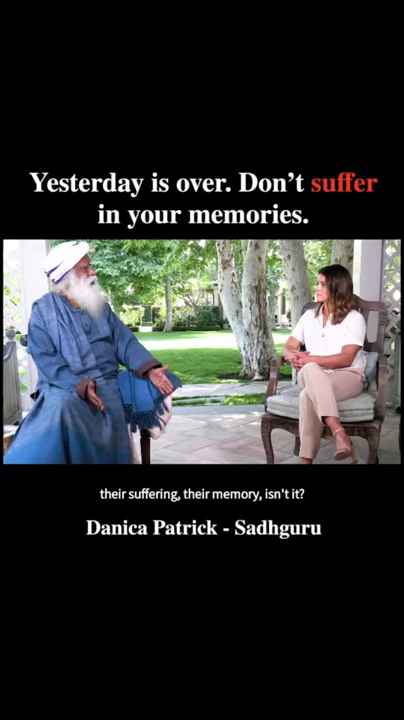 Yesterday is over. Don't suffer
in your memories.
their suffering, their memory, isn't it?
Danica Patrick - Sadhguru